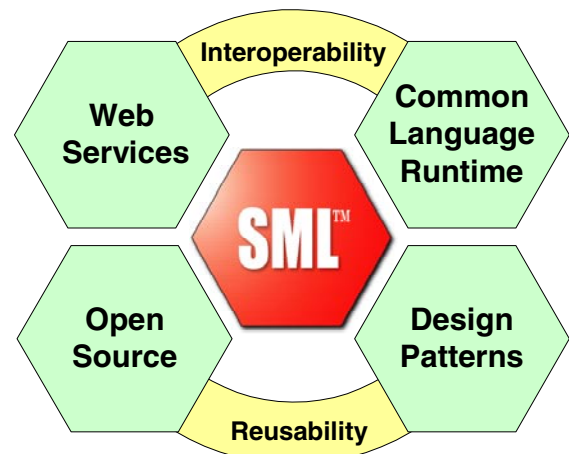 Interoperability
Web
Services
Common
Language
Runtime
SML™
Open
Source
Design
Patterns
Reusability